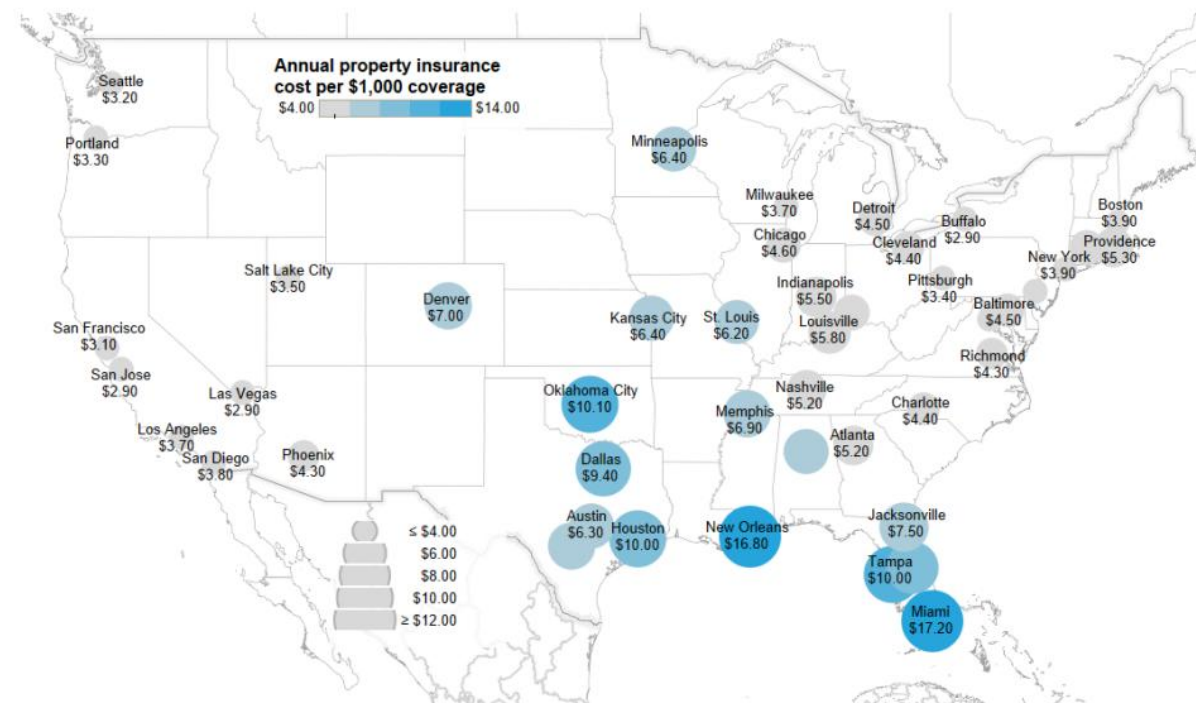 Annual property insurance
cost per $1,000 coverage
$4.00 $14.00
Seattle
$3.20
Portland
$3.30
Minneapolis
$6.40
Milwaukee
$3.70
Detroit
$4.50
Buffalo
$2.90
Boston
$3.90
Chicago
$4.60
Cleveland
$4.40
Providence
$5.30
New York
$3.90
Salt Lake City
$3.50
Denver
$7.00
Indianapolis
$5.50
Pittsburgh
$3.40
Baltimore
$4.50
San Francisco
$3.10
Kansas City
$6.40
St. Louis
$6.20
Louisville
$5.80
Richmond
$4.30
San Jose
$2.90
Las Vegas
$2.90
Oklahoma City
$10.10
Nashville
$5.20
Memphis
$6.90
Charlotte
$4.40
Los Angeles
$3.70
San Diego
$3.80
Phoenix
$4.30
Dallas
$9.40
Atlanta
$5.20
Austin
$6.30
Houston
$10.00
New Orleans
$16.80
Jacksonville
$7.50
Tampa
$10.00
Miami
$17.20
≤ $4.00
$6.00
$8.00
$10.00
≥ $12.00